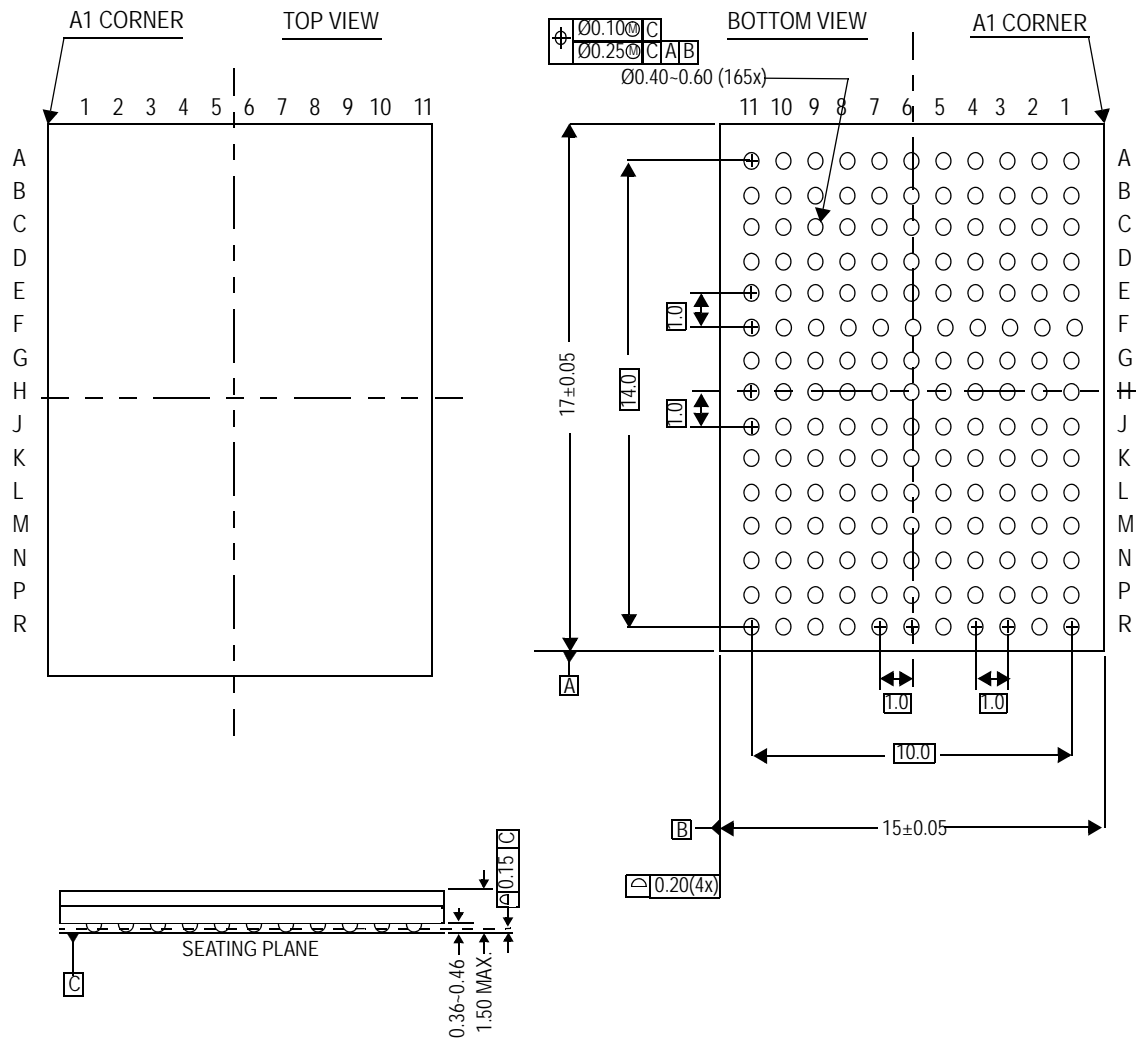 A1 CORNER
TOP VIEW
1 2 3 4 5 6 7 8 9 10 11
A
B
C
D
E
F
G
H
J
K
L
M
N
P
R
Ø0.10Ⓜ C
Ø0.25Ⓜ C A B
Ø0.40~0.60 (165x)
BOTTOM VIEW
A1 CORNER
11 10 9 8 7 6 5 4 3 2 1
A
B
C
D
E
F
G
H
J
K
L
M
N
P
R
17±0.05
14.0
1.0
1.0
A
1.0
1.0
10.0
B
15±0.05
0.20(4x)
0.15 C
SEATING PLANE
C
0.36~0.46
1.50 MAX.